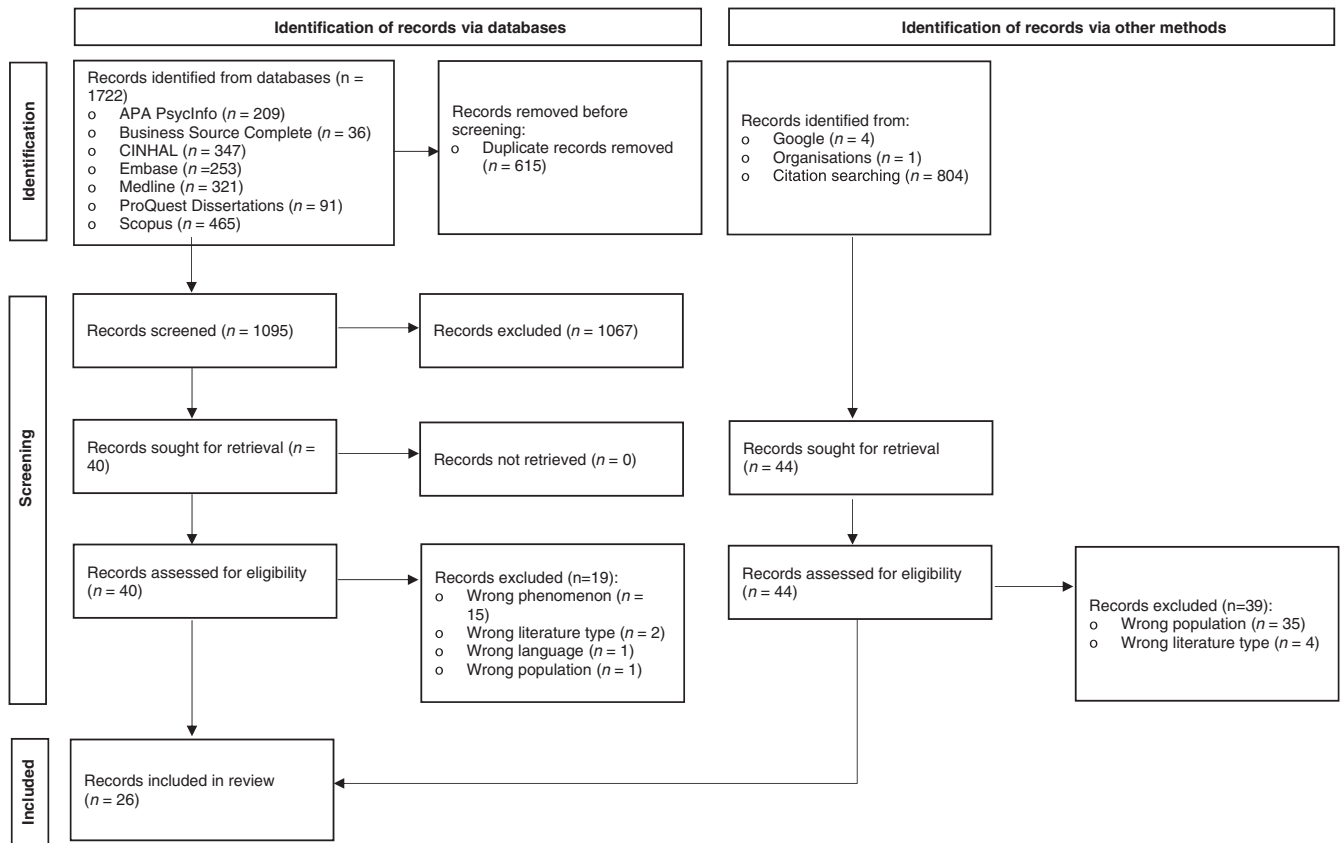 Identification of records via databases
Identification of records via other methods
Identification
Records identified from databases (n =
1722)
o APA PsycInfo (n = 209)
o Business Source Complete (n = 36)
o CINHAL (n = 347)
o Embase (n =253)
o Medline (n = 321)
o ProQuest Dissertations (n = 91)
o Scopus (n = 465)
Records removed before
screening:
o Duplicate records removed
(n = 615)
Records identified from:
o Google (n = 4)
o Organisations (n = 1)
o Citation searching (n = 804)
Screening
Records screened (n = 1095)
Records excluded (n = 1067)
Records sought for retrieval (n =
40)
Records not retrieved (n = 0)
Records sought for retrieval
(n = 44)
Records assessed for eligibility
(n = 40)
Records excluded (n=19):
o Wrong phenomenon (n =
15)
o Wrong literature type (n = 2)
o Wrong language (n = 1)
o Wrong population (n = 1)
Records assessed for eligibility
(n = 44)
Records excluded (n=39):
o Wrong population (n = 35)
o Wrong literature type (n = 4)
Included
Records included in review
(n = 26)